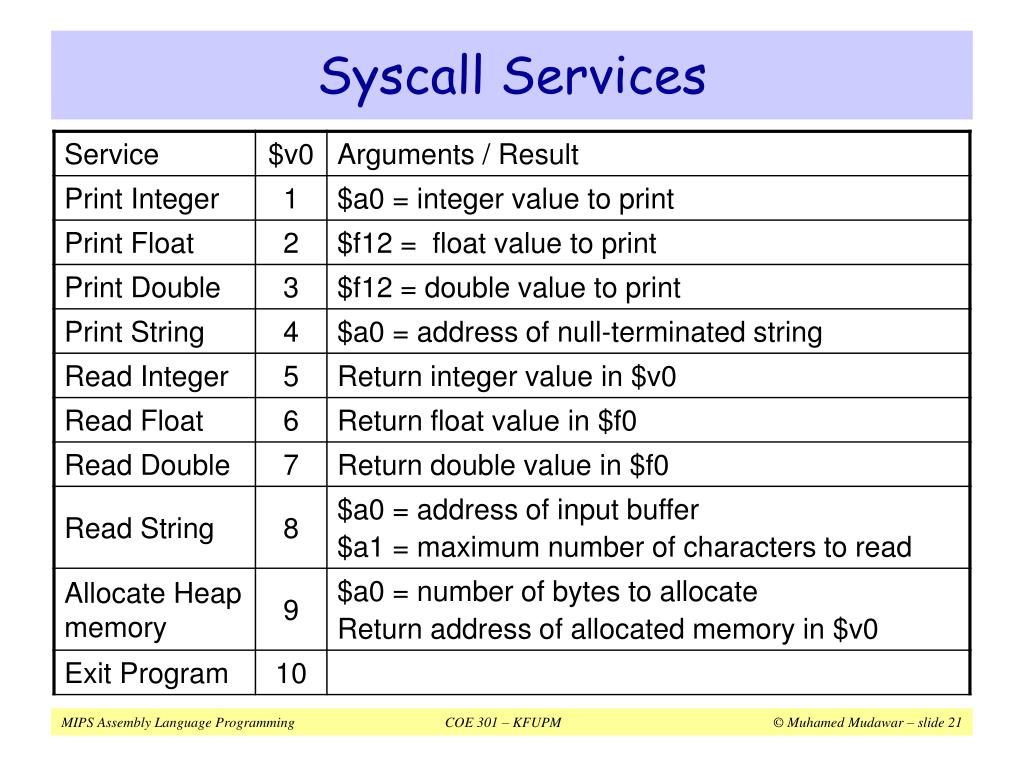 Syscall Services
Service $v0 Arguments / Result
Print Integer 1 $a0 = integer value to print
Print Float 2 $f12 = float value to print
Print Double 3 $f12 = double value to print
Print String 4 $a0 = address of null-terminated string
Read Integer 5 Return integer value in $v0
Read Float 6 Return float value in $f0
Read Double 7 Return double value in $f0
Read String 8 $a0 = address of input buffer
$a1 = maximum number of characters to read
Allocate Heap
memory 9 $a0 = number of bytes to allocate
Return address of allocated memory in $v0
Exit Program 10
MIPS Assembly Language Programming COE 301 – KFUPM © Muhamed Mudawar – slide 21